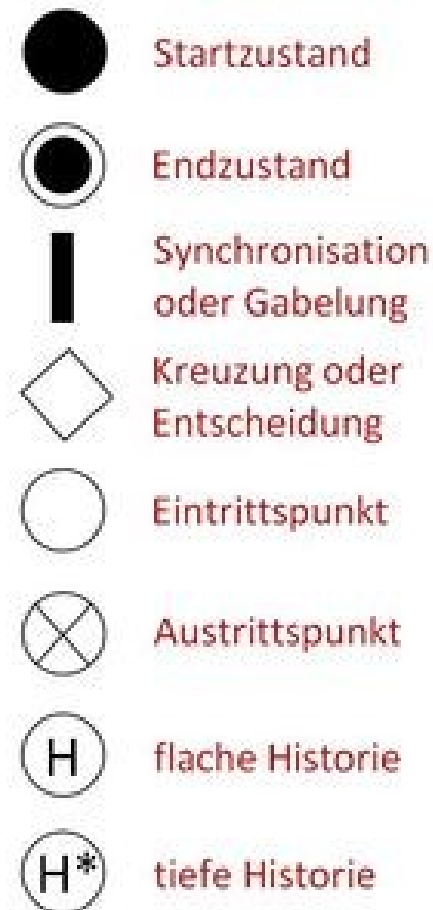 Startzustand
Endzustand
Synchronisation
oder Gabelung
Kreuzung oder
Entscheidung
Eintrittspunkt
Austrittspunkt
H flache Historie
H* tiefe Historie